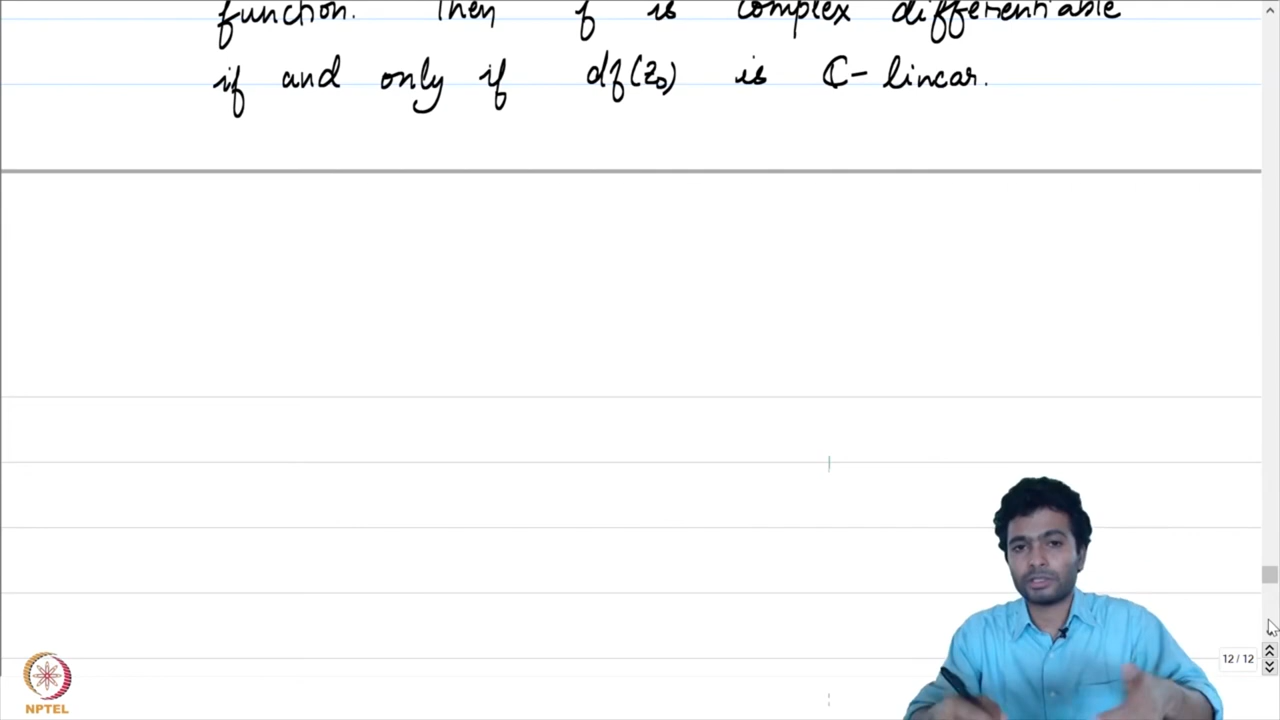 function. Then f is complex differentiable
if and only if df(z₀) is ℂ- linear.
12 / 12
NPTEL